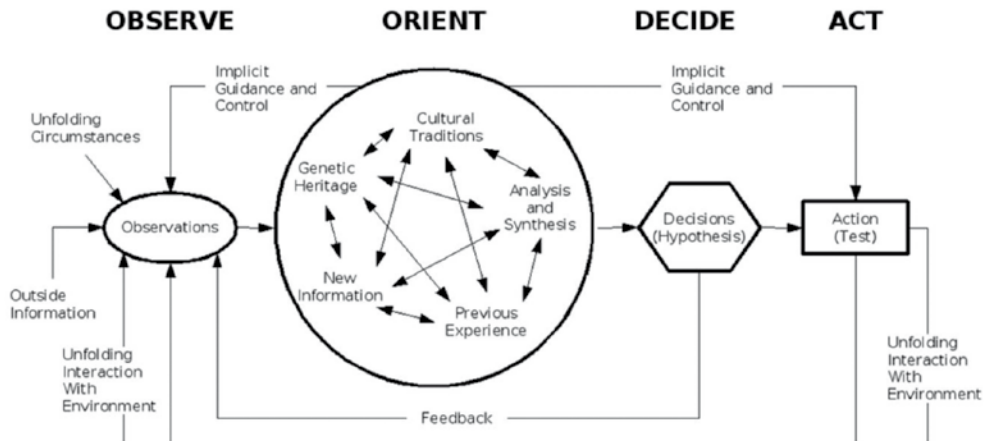 OBSERVE
ORIENT
DECIDE
ACT
Implicit
Guidance and
Control
Implicit
Guidance and
Control
Unfolding
Circumstances
Observations
Outside
Information
Unfolding
Interaction
With
Environment
Cultural
Traditions
Genetic
Heritage
Analysis
and
Synthesis
New
Information
Previous
Experience
Decisions
(Hypothesis)
Action
(Test)
Feedback
Unfolding
Interaction
With
Environment